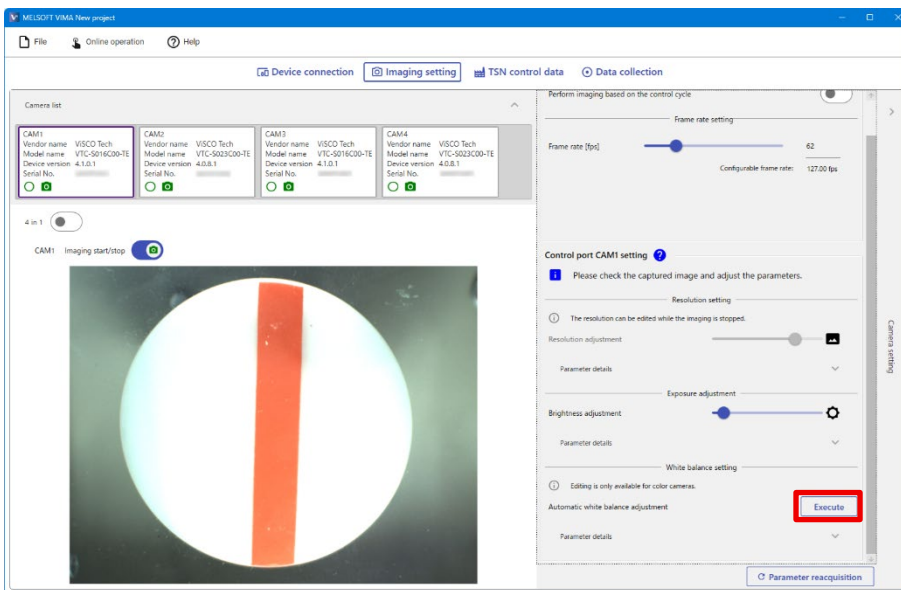 MELSOFT VIMA New project
File Online operation Help
Device connection Imaging setting TSN control data Data collection
Camera list
CAM1
Vendor name ViSCO Tech
Model name VTC-S016C00-TE
Device version 4.1.0.1
Serial No.
CAM2
Vendor name ViSCO Tech
Model name VTC-S023C00-TE
Device version 4.0.8.1
Serial No.
CAM3
Vendor name ViSCO Tech
Model name VTC-S016C00-TE
Device version 4.1.0.1
Serial No.
CAM4
Vendor name ViSCO Tech
Model name VTC-S023C00-TE
Device version 4.0.8.1
Serial No.
4 in 1
CAM1 Imaging start/stop
Perform imaging based on the control cycle
Frame rate setting
Frame rate [fps] 62
Configurable frame rate: 127.00 fps
Control port CAM1 setting
Please check the captured image and adjust the parameters.
Resolution setting
The resolution can be edited while the imaging is stopped.
Resolution adjustment
Parameter details
Exposure adjustment
Brightness adjustment
Parameter details
White balance setting
Editing is only available for color cameras.
Automatic white balance adjustment Execute
Parameter details
Parameter reacquisition
Camera setting